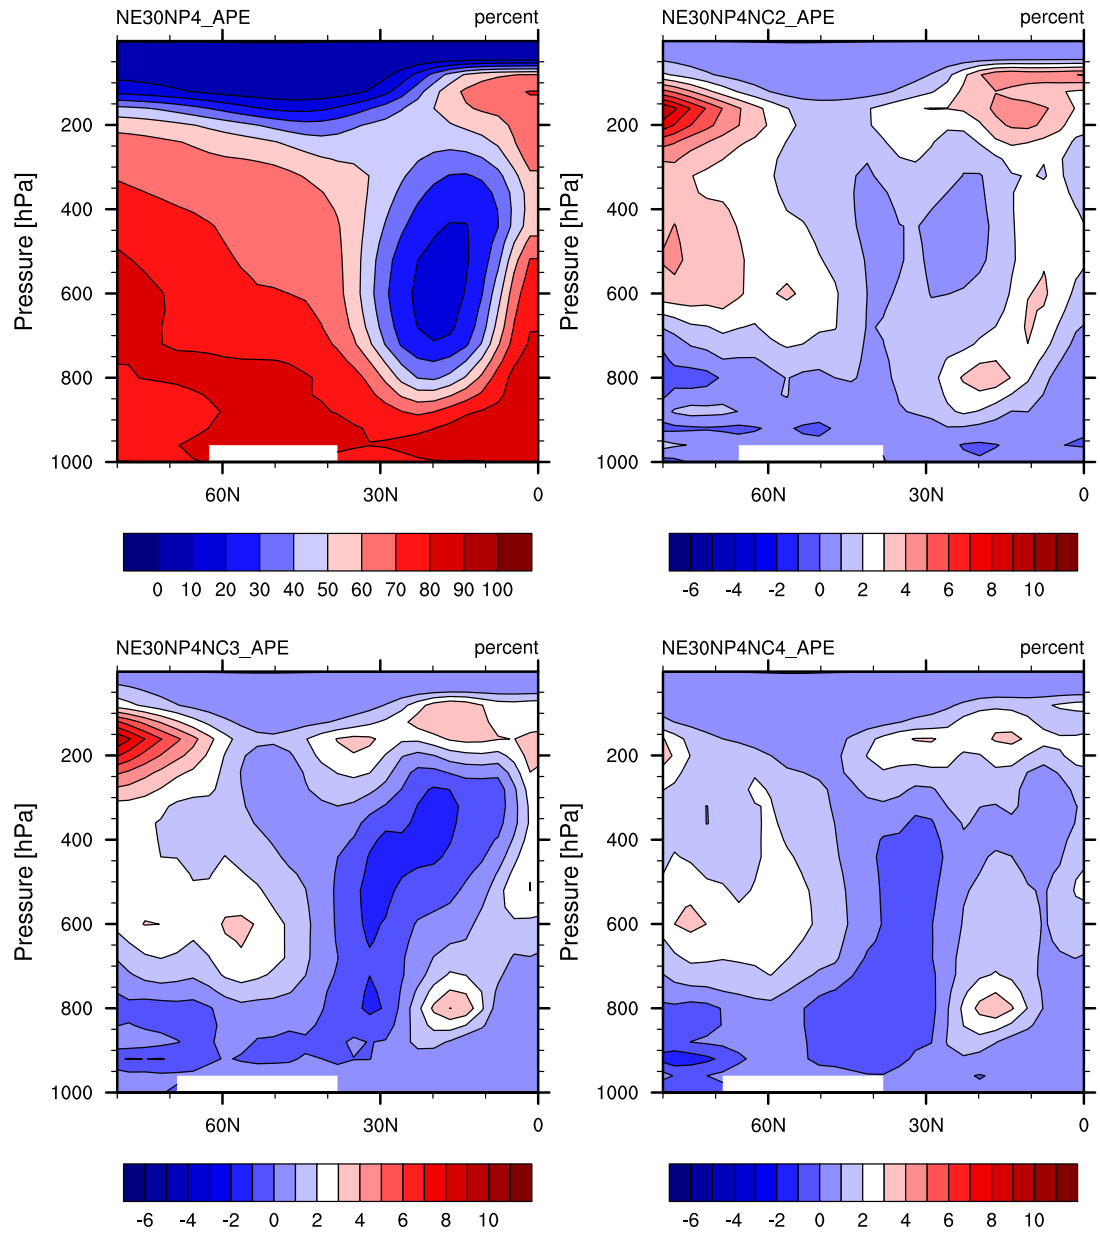 NE30NP4_APE percent
Pressure [hPa]
200
400
600
800
1000
60N 30N 0
0 10 20 30 40 50 60 70 80 90 100
NE30NP4NC2_APE percent
Pressure [hPa]
200
400
600
800
1000
60N 30N 0
-6 -4 -2 0 2 4 6 8 10
NE30NP4NC3_APE percent
Pressure [hPa]
200
400
600
800
1000
60N 30N 0
-6 -4 -2 0 2 4 6 8 10
NE30NP4NC4_APE percent
Pressure [hPa]
200
400
600
800
1000
60N 30N 0
-6 -4 -2 0 2 4 6 8 10